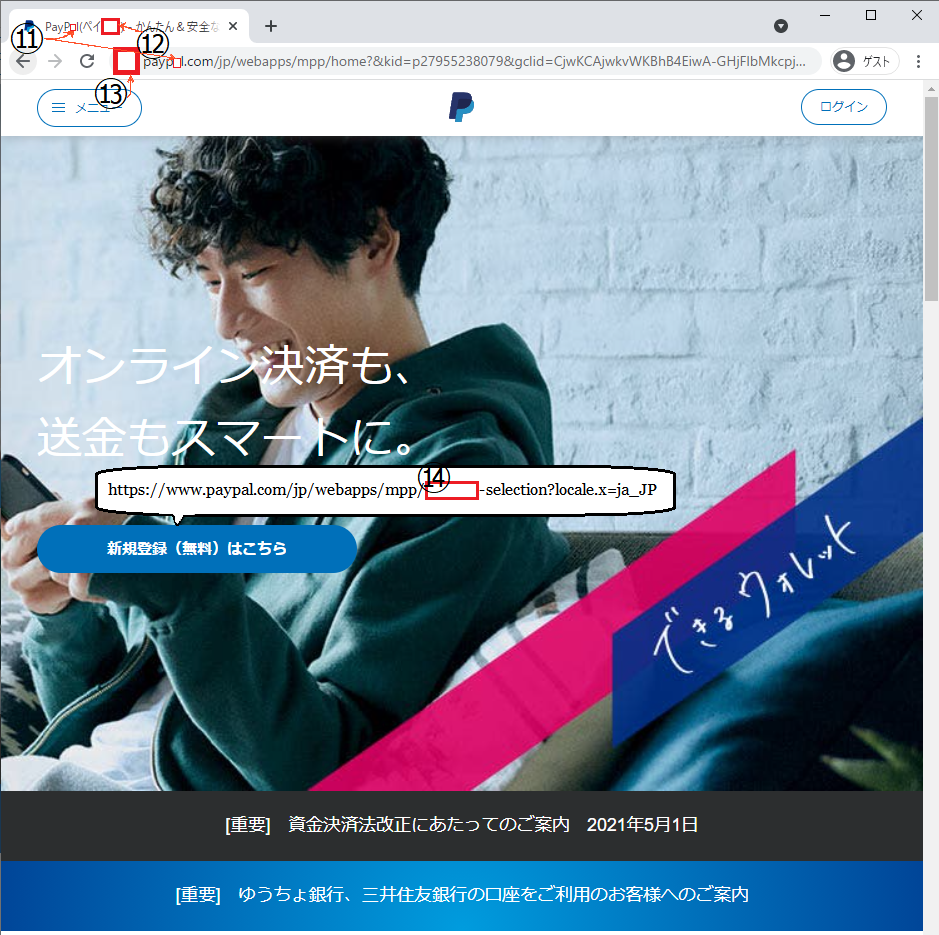 PayPal(ペイ かんたん＆安全な
⑪
⑫
paypal.com/jp/webapps/mpp/home?&kid=p27955238079&gclid=CjwKCAjwkvWKBhB4EiwA-GHjFlbMkcpj...
ゲスト
⑬
メニュー
ログイン
オンライン決済も、
送金もスマートに。
⑭
https://www.paypal.com/jp/webapps/mpp/ -selection?locale.x=ja_JP
新規登録（無料）はこちら
できるウォレット
[重要] 資金決済法改正にあたってのご案内 2021年5月1日
[重要] ゆうちょ銀行、三井住友銀行の口座をご利用のお客様へのご案内